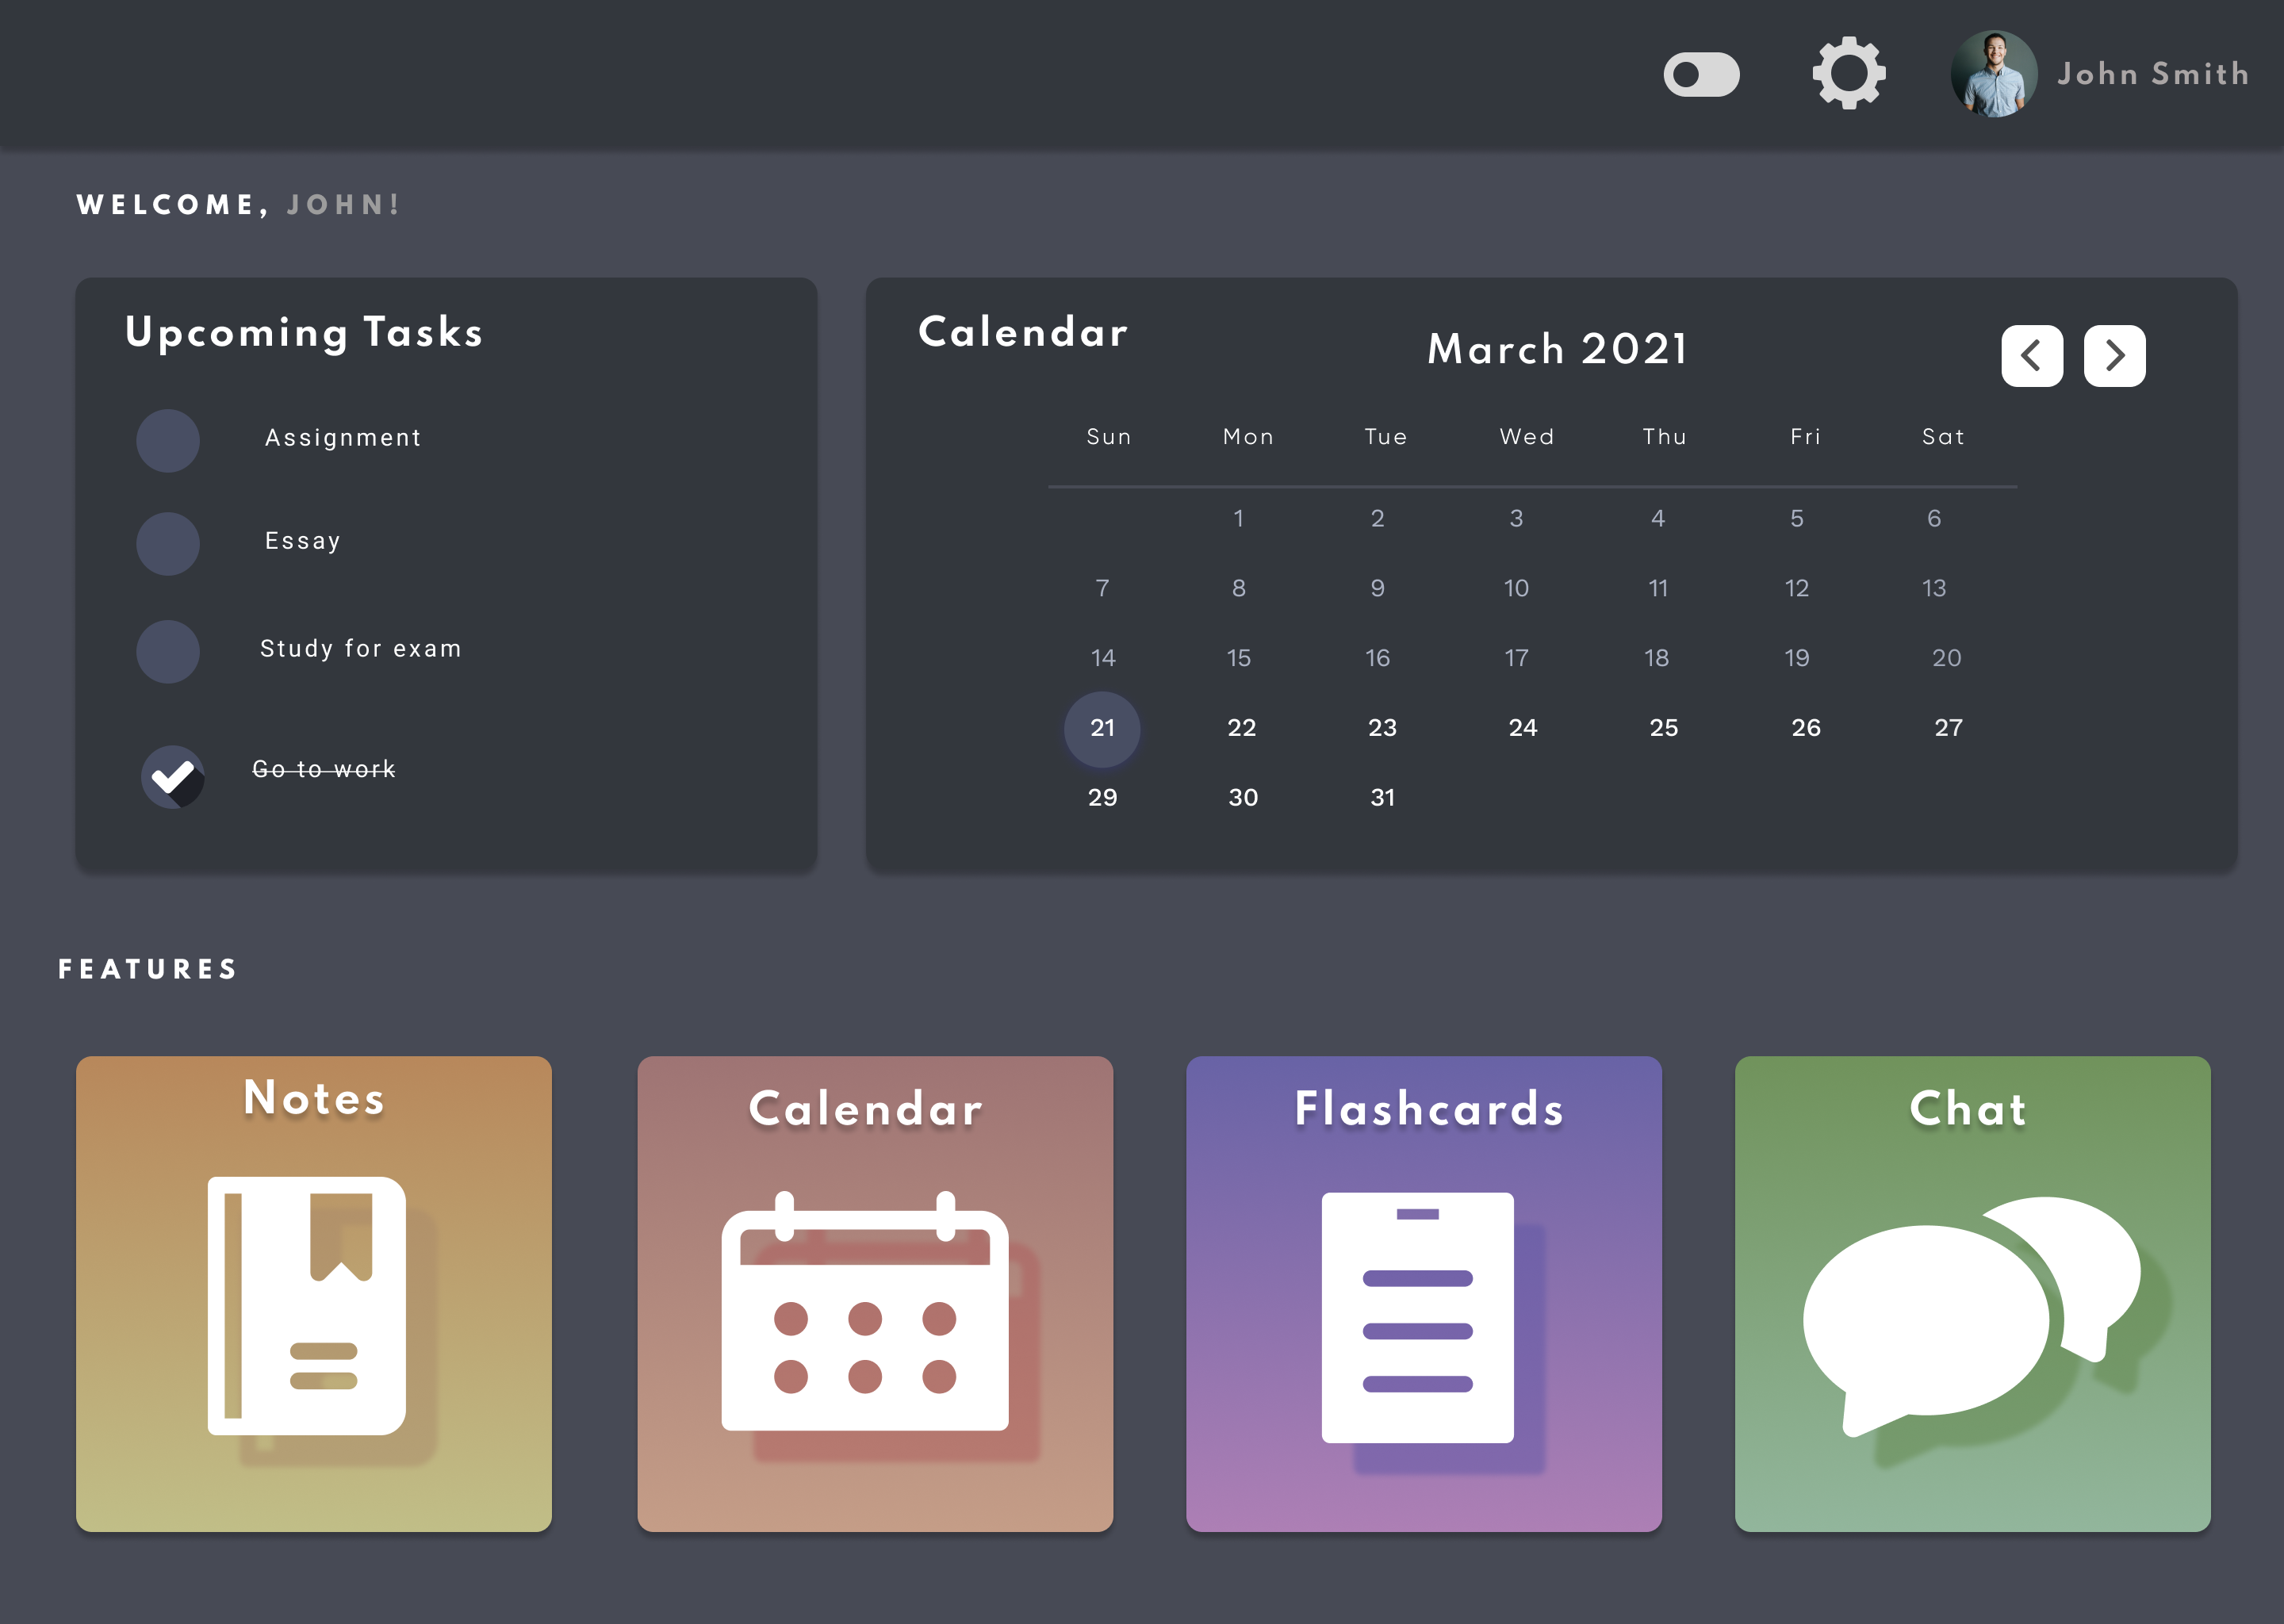 John Smith
WELCOME, JOHN!
Upcoming Tasks
Assignment
Essay
Study for exam
Go to work
Calendar
March 2021
Sun Mon Tue Wed Thu Fri Sat
1 2 3 4 5 6
7 8 9 10 11 12 13
14 15 16 17 18 19 20
21 22 23 24 25 26 27
29 30 31
FEATURES
Notes
Calendar
Flashcards
Chat